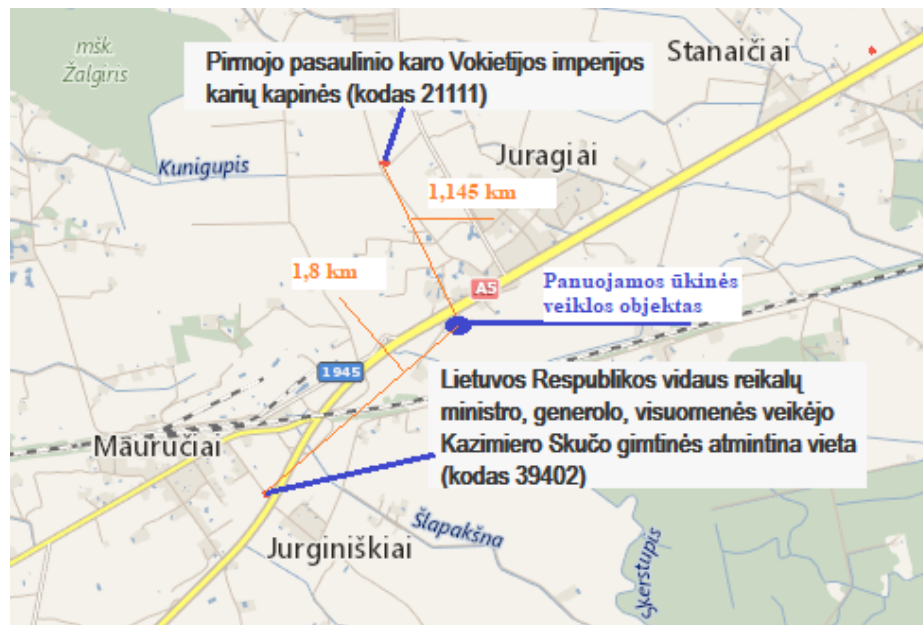 mšk.
Žalgiris
Stanaičiai
Pirmojo pasaulinio karo Vokietijos imperijos
karių kapinės (kodas 21111)
Kunigupis
Juragiai
1,145 km
1,8 km
A5
Panuojamos ūkinės
veiklos objektas
1945
Lietuvos Respublikos vidaus reikalų
ministro, generolo, visuomenės veikėjo
Kazimiero Skučo gimtinės atmintina vieta
(kodas 39402)
Mauručiai
Šlapakšna
Jurginiškiai
Skerstupis